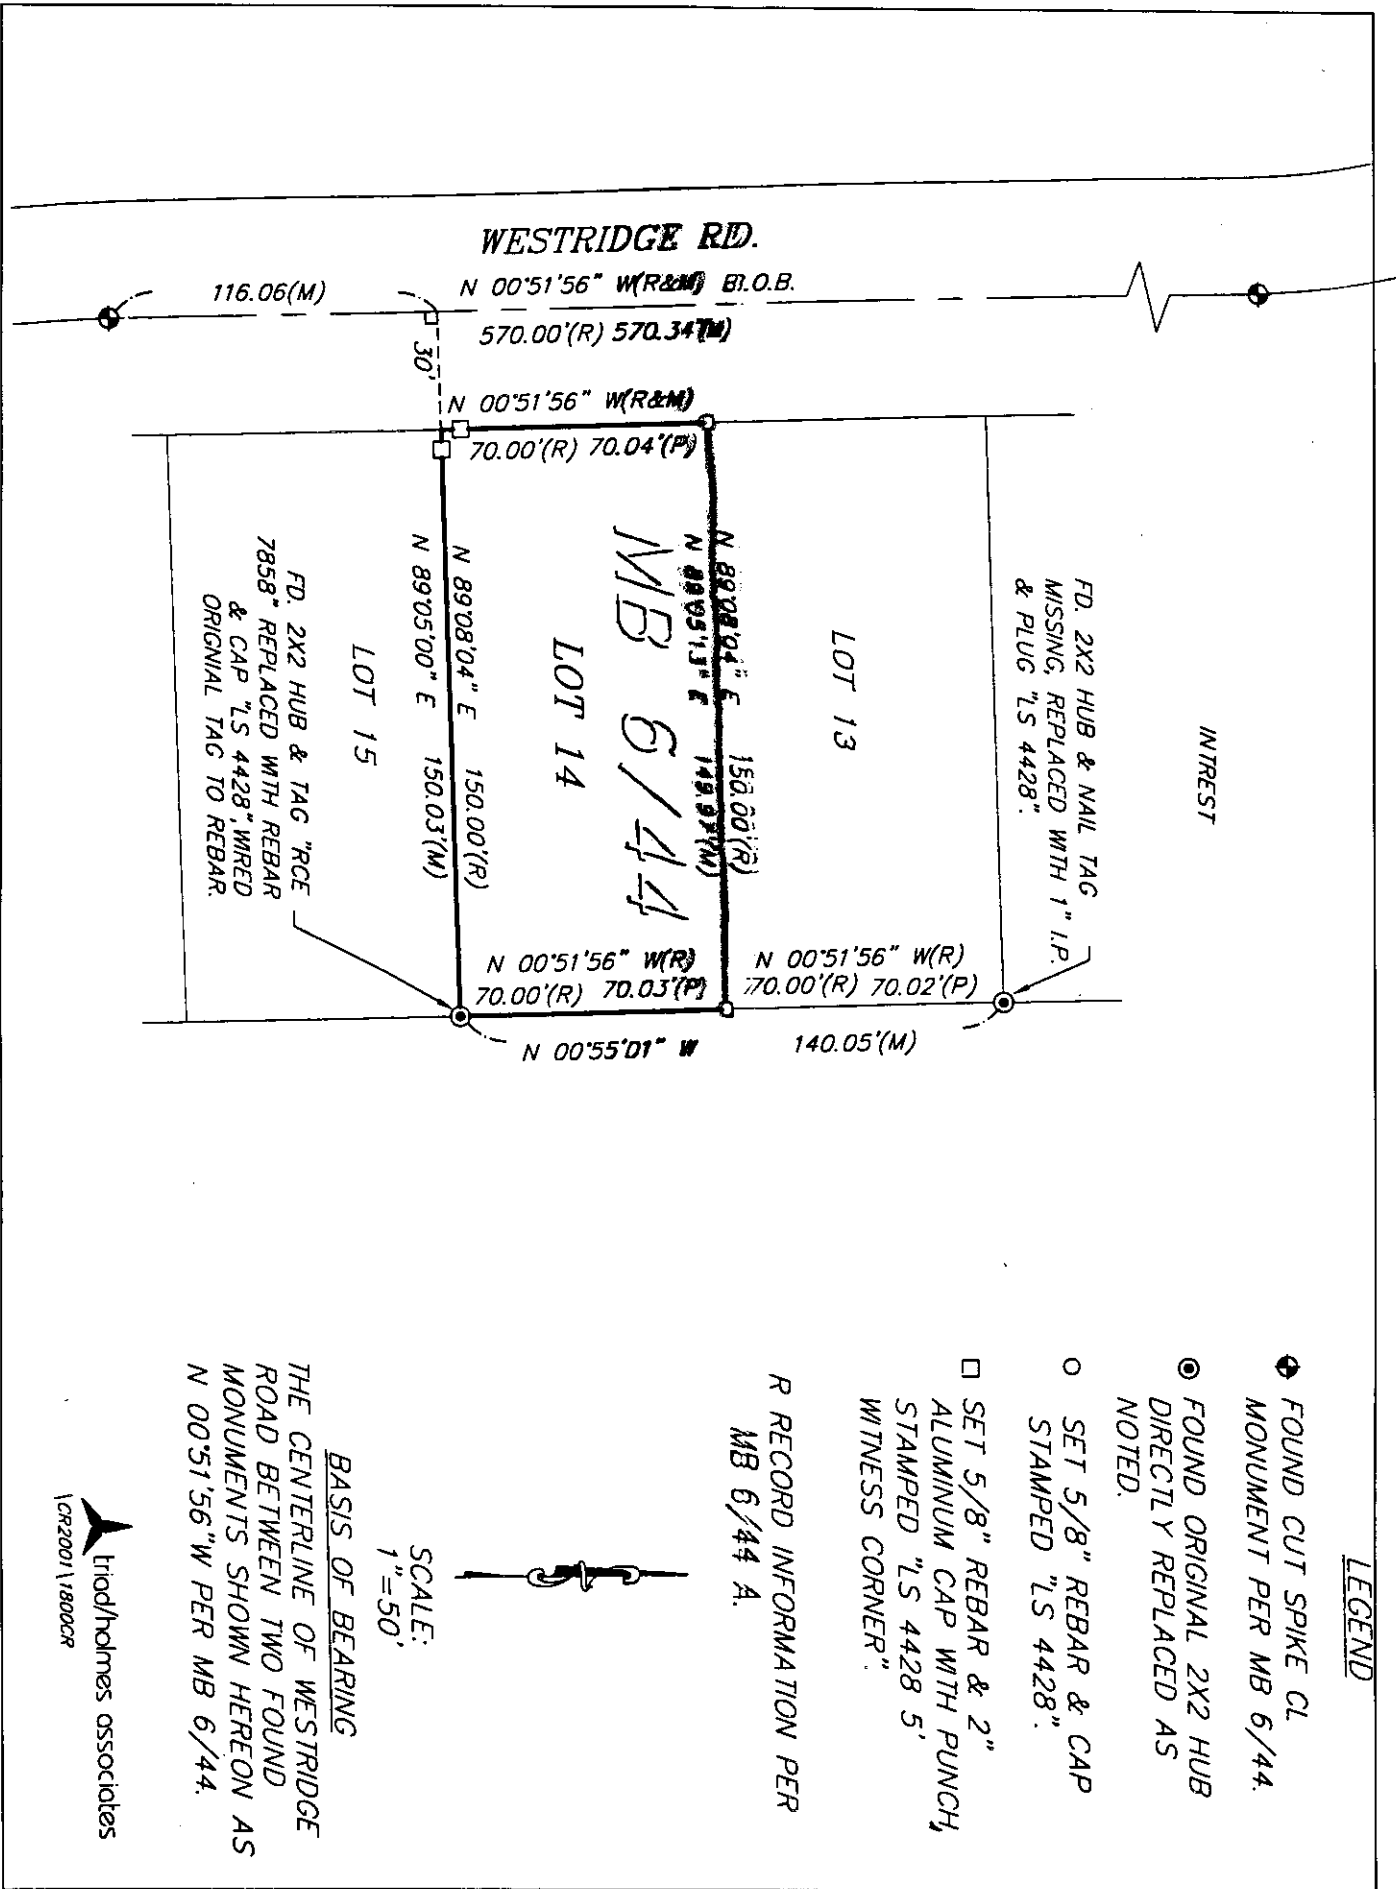 WESTRIDGE RD.
116.06(M)
N 00°51'56" W(R&M) B.O.B.
570.00'(R) 570.34'(M)
30'
N 00°51'56" W(R&M)
70.00'(R) 70.04'(P)
N 89°08'04" E 150.00'(R)
N 89°05'13" E 149.97'(M)
MB 6/44
LOT 14
N 89°08'04" E 150.00'(R)
N 89°05'00" E 150.03'(M)
LOT 13
LOT 15
INTREST
FD. 2X2 HUB & NAIL TAG
MISSING, REPLACED WITH 1" I.P.
& PLUG "LS 4428".
FD. 2X2 HUB & TAG "RCE
7858" REPLACED WITH REBAR
& CAP "LS 4428",WIRED
ORIGNIAL TAG TO REBAR.
N 00°51'56" W(R)
70.00'(R) 70.03'(P)
N 00°51'56" W(R)
70.00'(R) 70.02'(P)
N 00°55'01" W
140.05'(M)
LEGEND
FOUND CUT SPIKE CL
MONUMENT PER MB 6/44.
FOUND ORIGINAL 2X2 HUB
DIRECTLY REPLACED AS
NOTED.
SET 5/8" REBAR & CAP
STAMPED "LS 4428".
SET 5/8" REBAR & 2"
ALUMINUM CAP WITH PUNCH,
STAMPED "LS 4428 5'
WITNESS CORNER".
R RECORD INFORMATION PER
MB 6/44 A.
SCALE:
1"=50'
BASIS OF BEARING
THE CENTERLINE OF WESTRIDGE
ROAD BETWEEN TWO FOUND
MONUMENTS SHOWN HEREON AS
N 00°51'56"W PER MB 6/44.
triad/holmes associates
\CR2001\1800CR